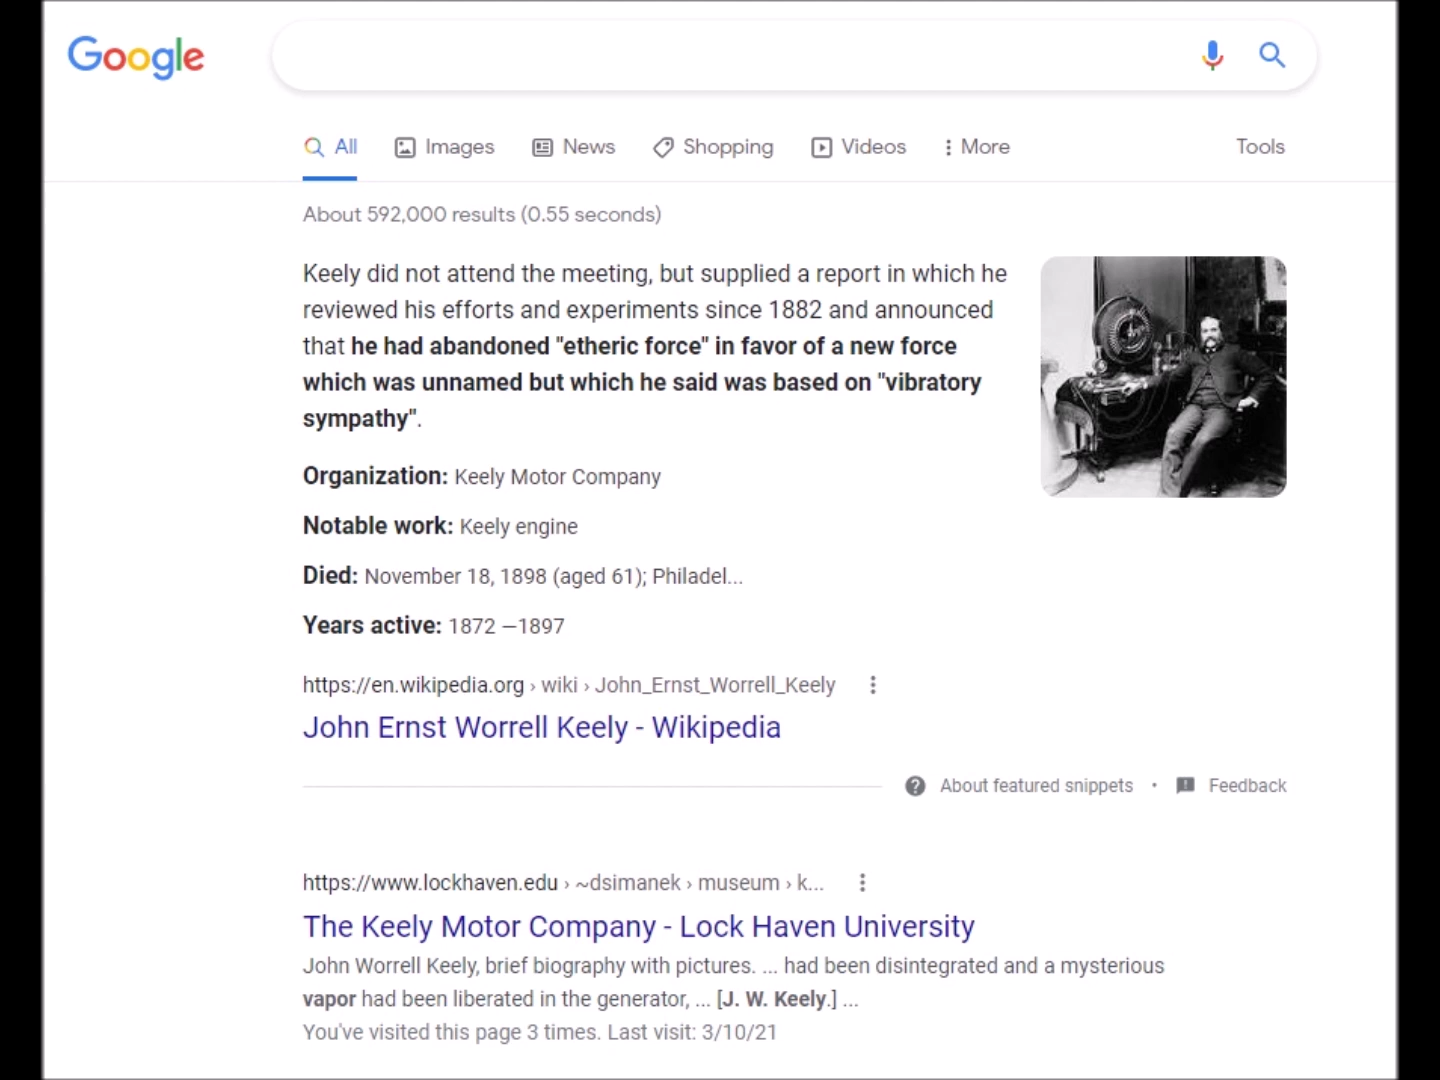 Google
All Images News Shopping Videos More Tools
About 592,000 results (0.55 seconds)
Keely did not attend the meeting, but supplied a report in which he
reviewed his efforts and experiments since 1882 and announced
that he had abandoned "etheric force" in favor of a new force
which was unnamed but which he said was based on "vibratory
sympathy".
Organization: Keely Motor Company
Notable work: Keely engine
Died: November 18, 1898 (aged 61); Philadel...
Years active: 1872 –1897
https://en.wikipedia.org › wiki › John_Ernst_Worrell_Keely
John Ernst Worrell Keely - Wikipedia
About featured snippets • Feedback
https://www.lockhaven.edu › ~dsimanek › museum › k...
The Keely Motor Company - Lock Haven University
John Worrell Keely, brief biography with pictures. ... had been disintegrated and a mysterious
vapor had been liberated in the generator, ... [J. W. Keely.] ...
You've visited this page 3 times. Last visit: 3/10/21